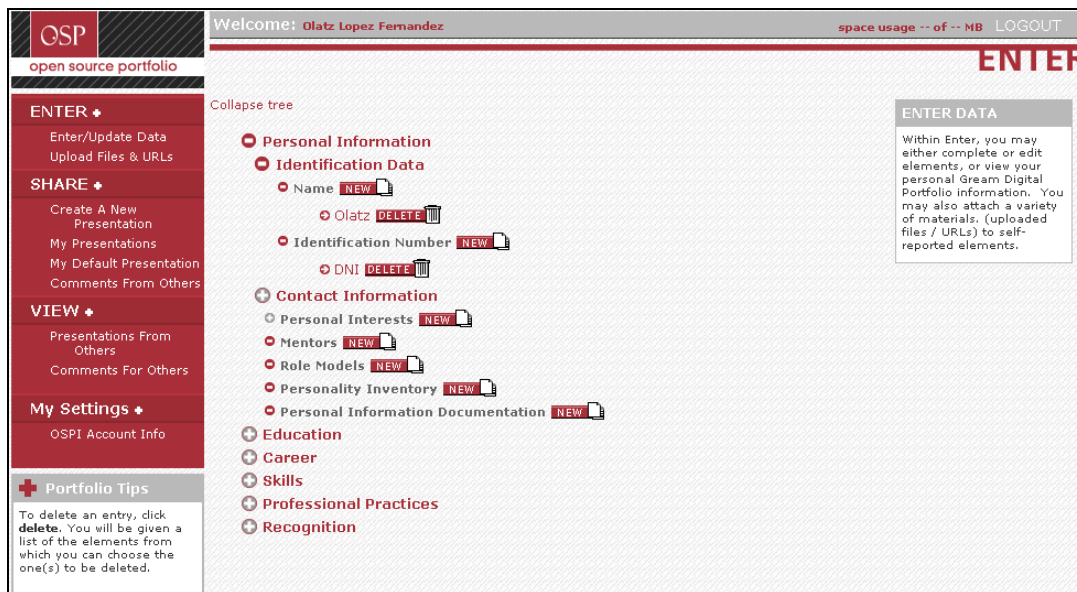 OSP
open source portfolio
Welcome: Olatz Lopez Fernandez
space usage -- of -- MB LOGOUT
ENTER
ENTER +
Enter/Update Data
Upload Files & URLs
SHARE +
Create A New
Presentation
My Presentations
My Default Presentation
Comments From Others
VIEW +
Presentations From
Others
Comments For Others
My Settings +
OSPI Account Info
Portfolio Tips
To delete an entry, click
delete. You will be given a
list of the elements from
which you can choose the
one(s) to be deleted.
Collapse tree
Personal Information
Identification Data
Name NEW
Olatz DELETE
Identification Number NEW
DNI DELETE
Contact Information
Personal Interests NEW
Mentors NEW
Role Models NEW
Personality Inventory NEW
Personal Information Documentation NEW
Education
Career
Skills
Professional Practices
Recognition
ENTER DATA
Within Enter, you may
either complete or edit
elements, or view your
personal Gream Digital
Portfolio information. You
may also attach a variety
of materials. (uploaded
files / URLs) to self-
reported elements.